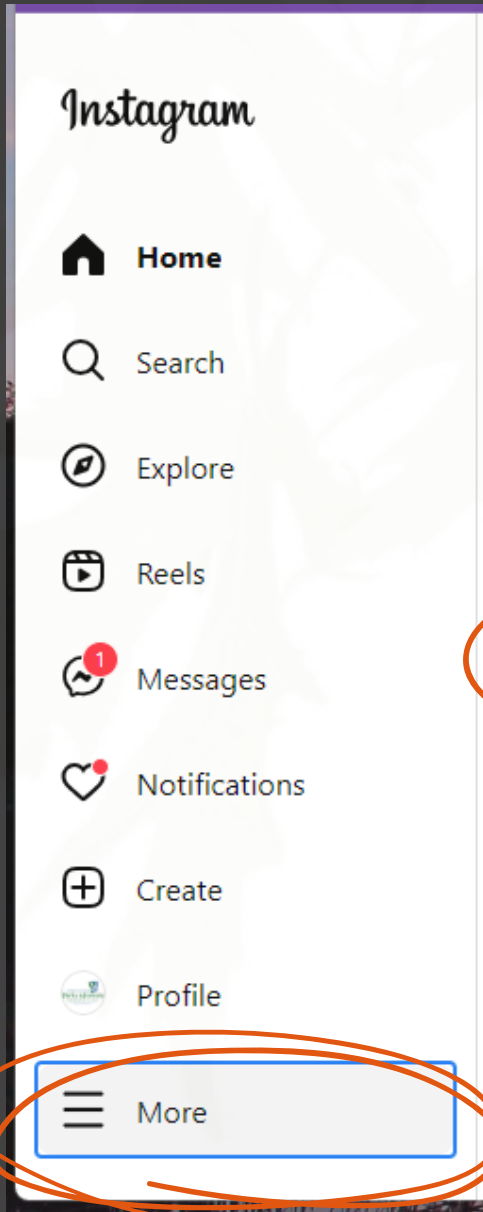 Instagram
Home
Search
Explore
Reels
1
Messages
Notifications
Create
Profile
More